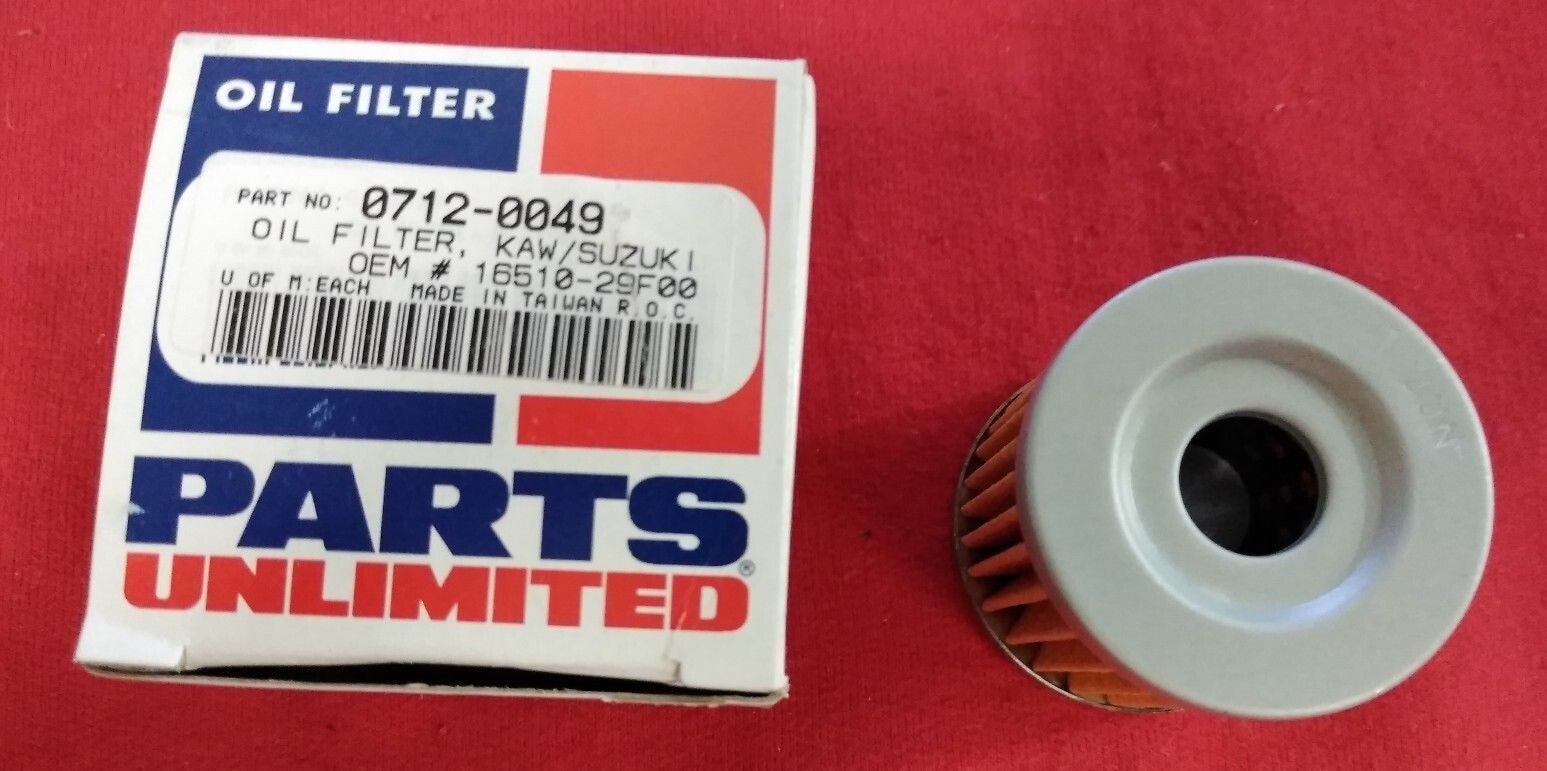 OIL FILTER
PART NO: 0712-0049
OIL FILTER, KAW/SUZUKI
OEM # 16510-29F00
U OF M:EACH MADE IN TAIWAN R.O.C.
PARTS
UNLIMITED®